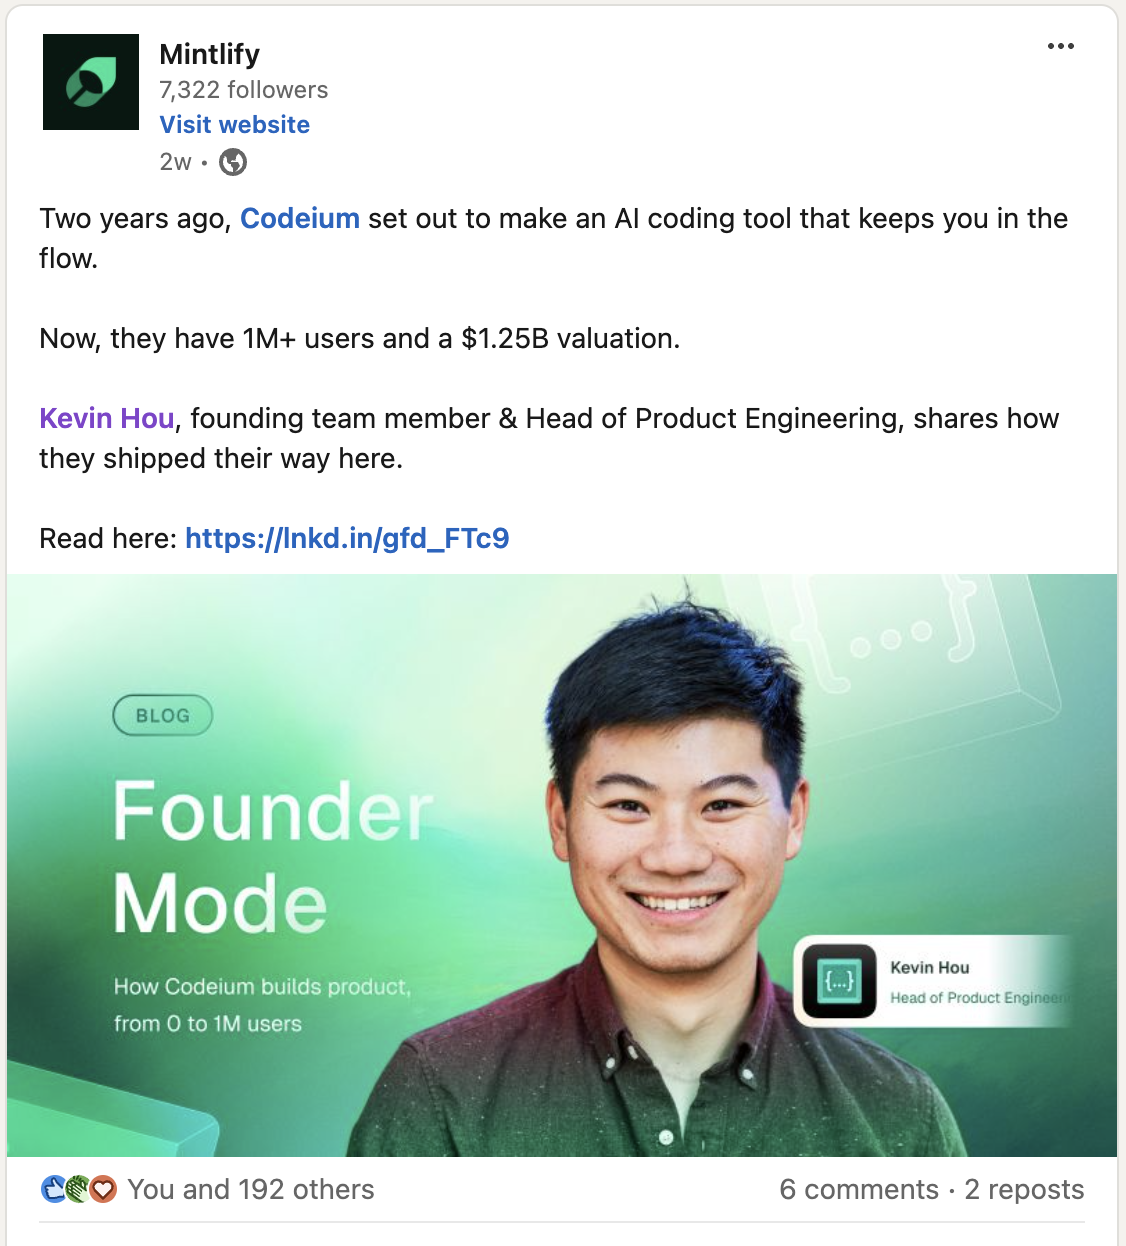 Mintlify
7,322 followers
Visit website
2w •
Two years ago, Codeium set out to make an AI coding tool that keeps you in the
flow.
Now, they have 1M+ users and a $1.25B valuation.
Kevin Hou, founding team member & Head of Product Engineering, shares how
they shipped their way here.
Read here: https://lnkd.in/gfd_FTc9
{...}
BLOG
Founder
Mode
How Codeium builds product,
from 0 to 1M users
{...}
Kevin Hou
Head of Product Engineer
You and 192 others
6 comments · 2 reposts